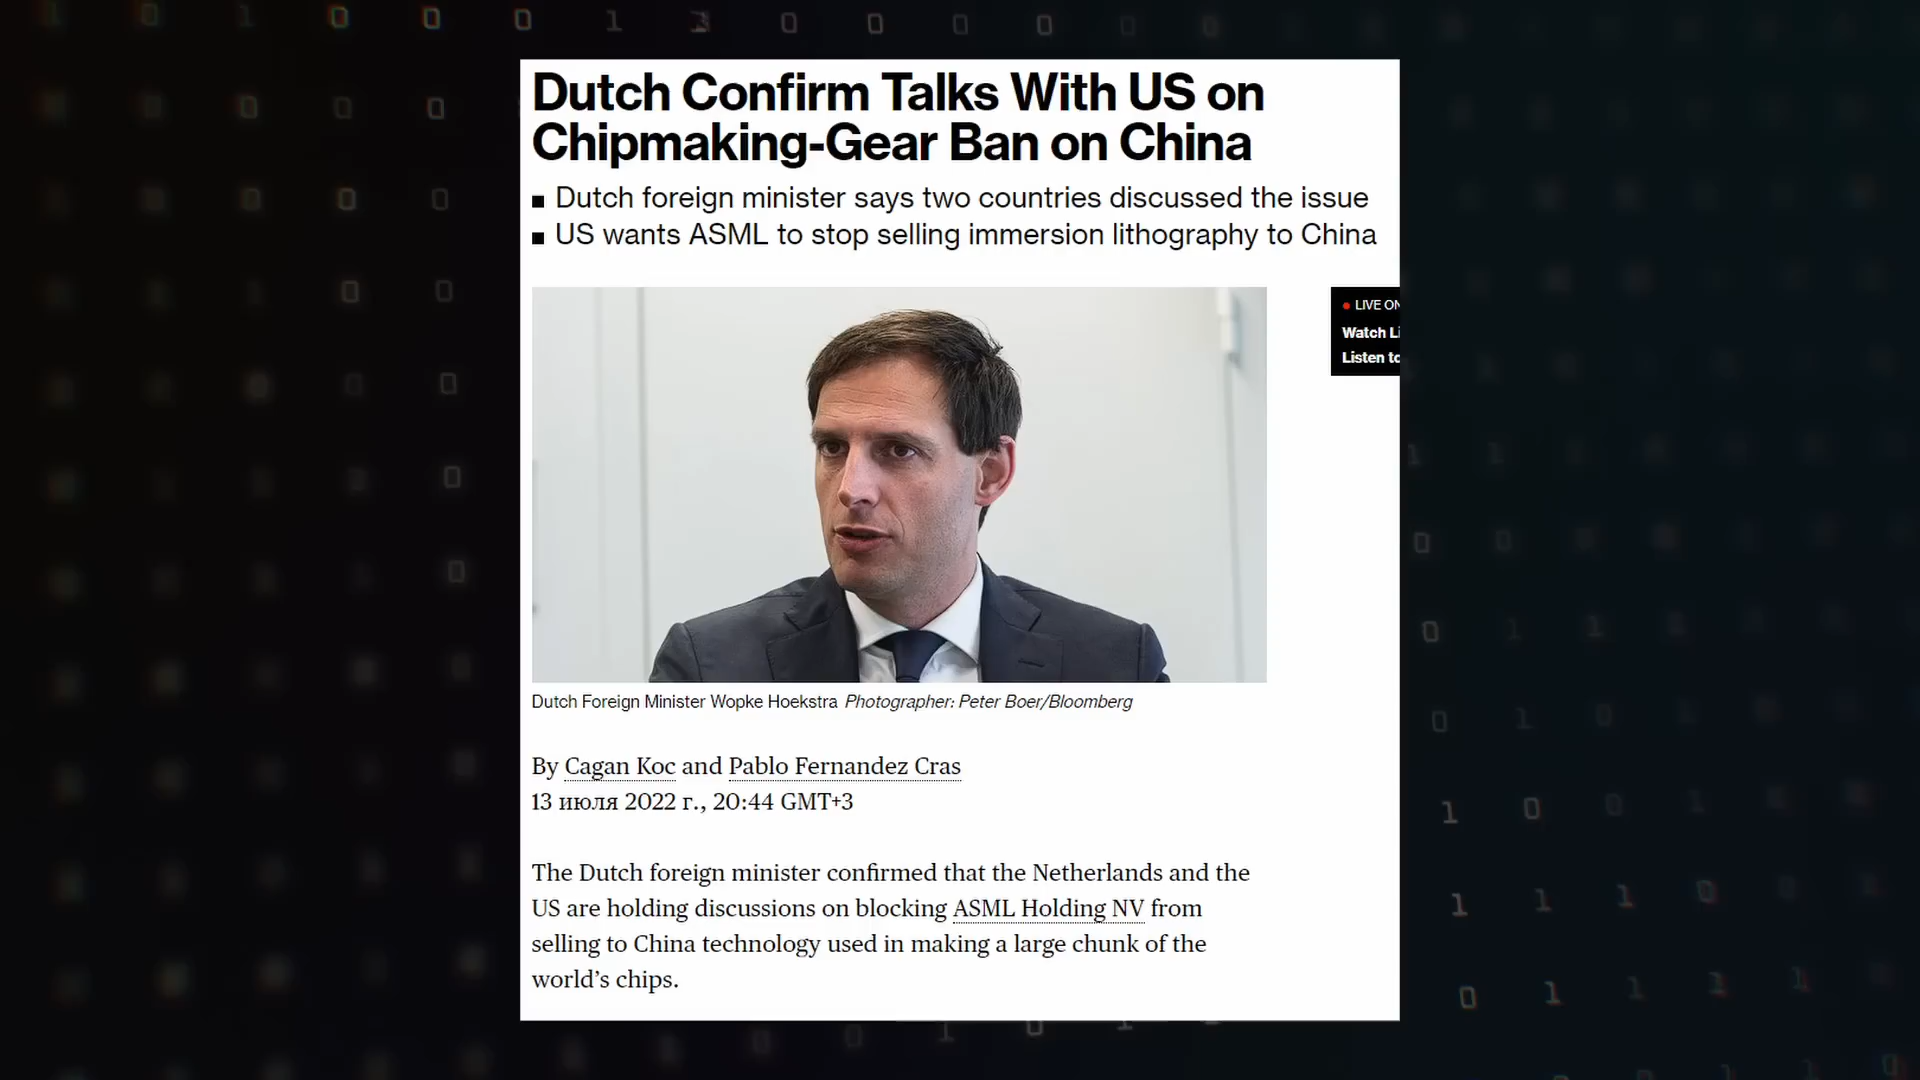 Dutch Confirm Talks With US on
Chipmaking-Gear Ban on China
Dutch foreign minister says two countries discussed the issue
US wants ASML to stop selling immersion lithography to China
LIVE ON
Watch Li
Listen to
Dutch Foreign Minister Wopke Hoekstra Photographer: Peter Boer/Bloomberg
By Cagan Koc and Pablo Fernandez Cras
13 июля 2022 г., 20:44 GMT+3
The Dutch foreign minister confirmed that the Netherlands and the
US are holding discussions on blocking ASML Holding NV from
selling to China technology used in making a large chunk of the
world's chips.